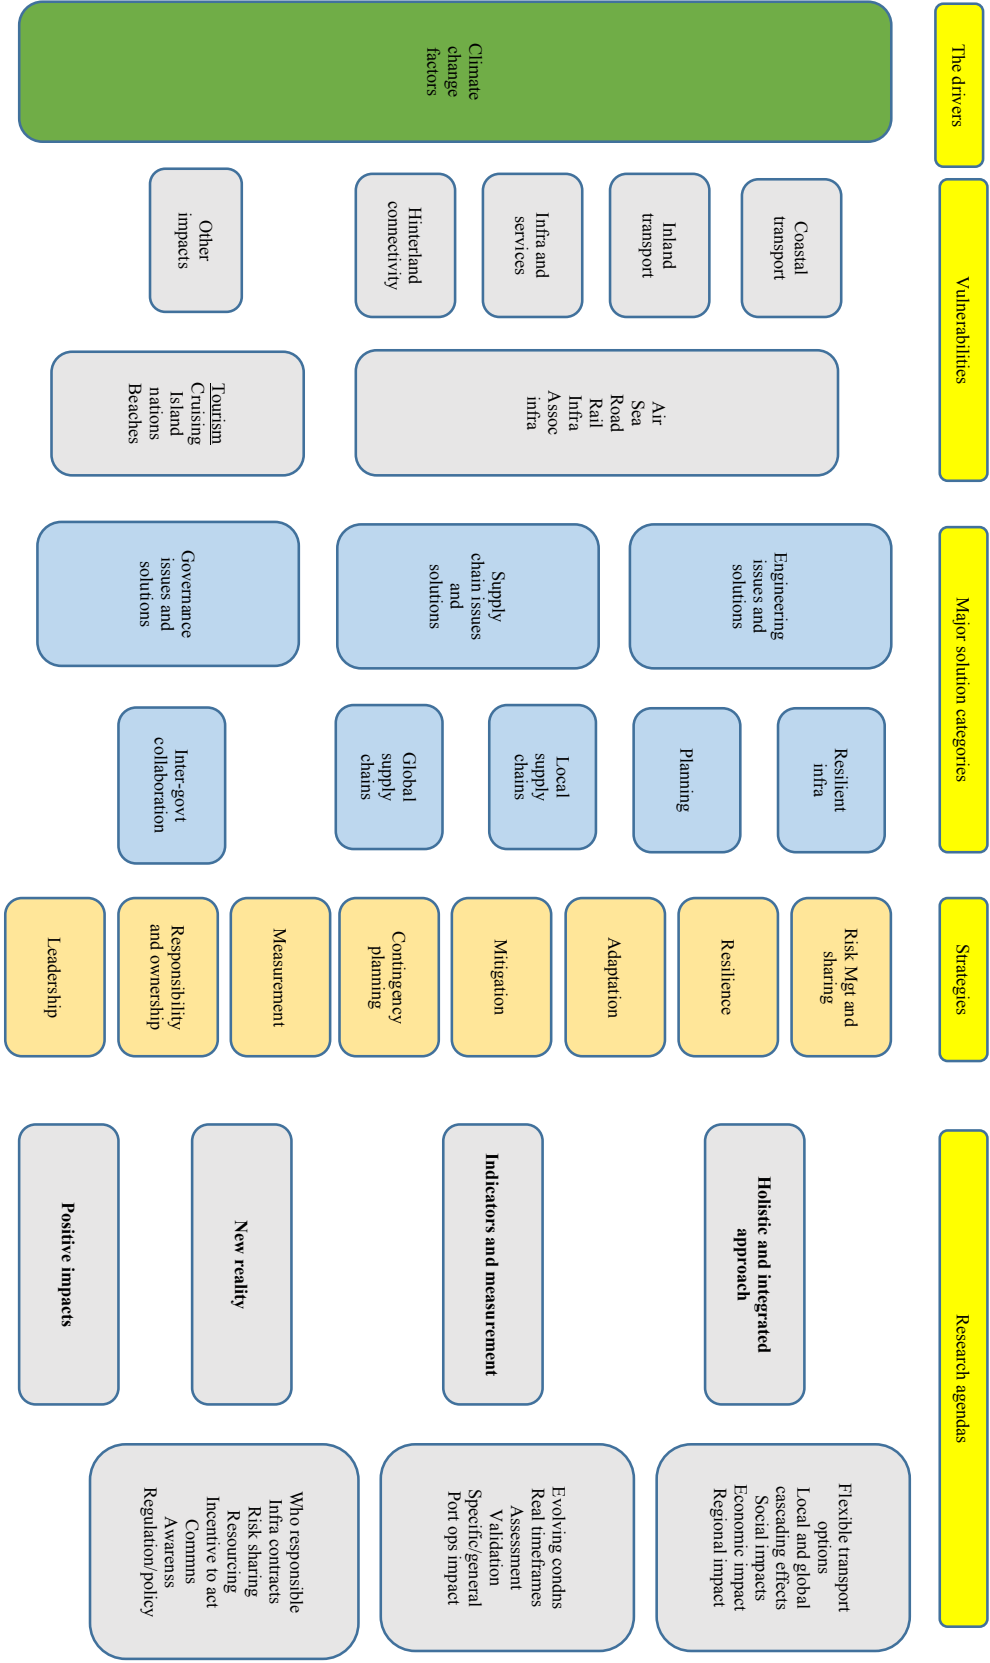 The drivers
Vulnerabilities
Major solution categories
Strategies
Research agendas
Climate
change
factors
Coastal
transport
Inland
transport
Infra and
services
Hinterland
connectivity
Other
impacts
Air
Sea
Road
Rail
Infra
Assoc
infra
Tourism
Cruising
Island
nations
Beaches
Engineering
issues and
solutions
Supply
chain issues
and
solutions
Governance
issues and
solutions
Resilient
infra
Planning
Local
supply
chains
Global
supply
chains
Inter-govt
collaboration
Risk Mgt and
sharing
Resilience
Adaptation
Mitigation
Contingency
planning
Measurement
Responsibility
and ownership
Leadership
Holistic and integrated
approach
Indicators and measurement
New reality
Positive impacts
Flexible transport
options
Local and global
cascading effects
Social impacts
Economic impact
Regional impact
Evolving condns
Real timeframes
Assessment
Validation
Specific/general
Port ops impact
Who responsible
Infra contracts
Risk sharing
Resourcing
Incentive to act
Commns
Awarenss
Regulation/policy